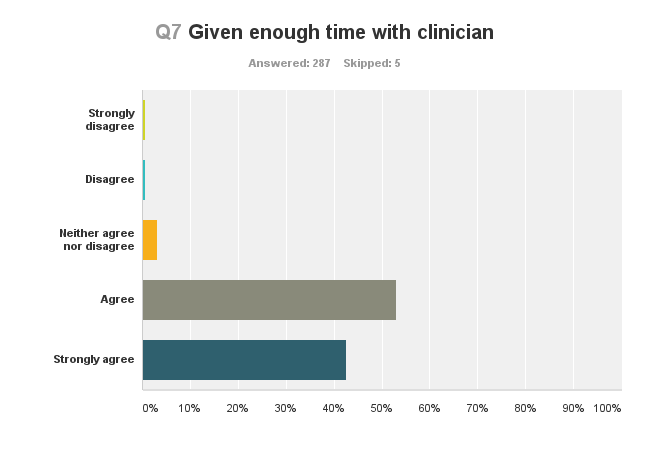 Q7 Given enough time with clinician
Answered: 287 Skipped: 5
Strongly
disagree
Disagree
Neither agree
nor disagree
Agree
Strongly agree
0% 10% 20% 30% 40% 50% 60% 70% 80% 90% 100%